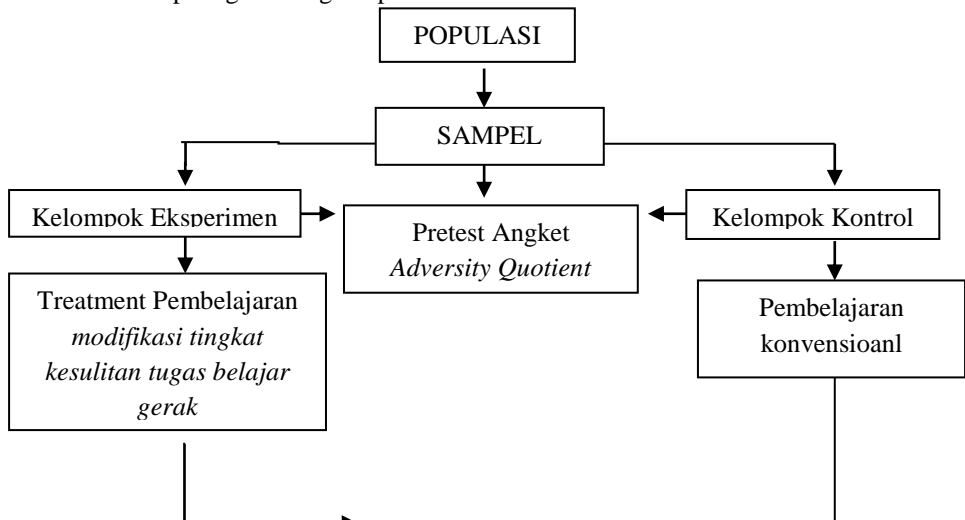 POPULASI
SAMPEL
Kelompok Eksperimen
Pretest Angket
Adversity Quotient
Kelompok Kontrol
Treatment Pembelajaran
modifikasi tingkat
kesulitan tugas belajar
gerak
Pembelajaran
konvensioanl